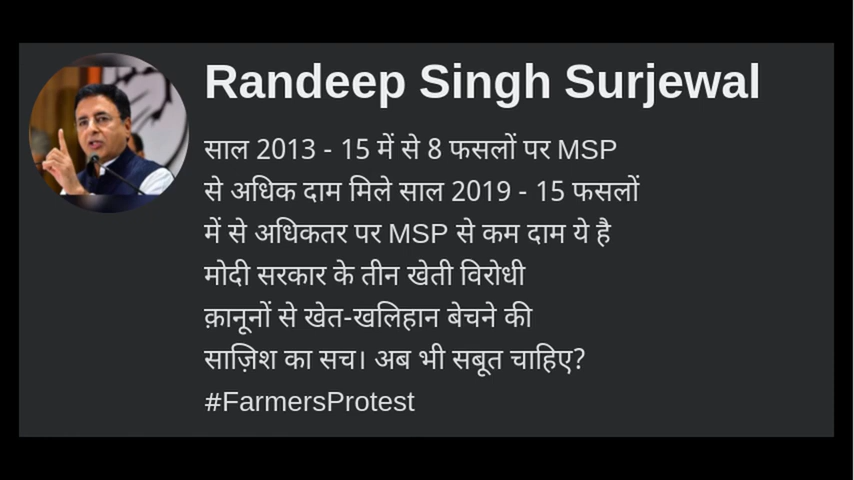 Randeep Singh Surjewal
साल 2013 - 15 में से 8 फसलों पर MSP
से अधिक दाम मिले साल 2019 - 15 फसलों
में से अधिकतर पर MSP से कम दाम ये है
मोदी सरकार के तीन खेती विरोधी
क़ानूनों से खेत-खलिहान बेचने की
साज़िश का सच। अब भी सबूत चाहिए?
#FarmersProtest